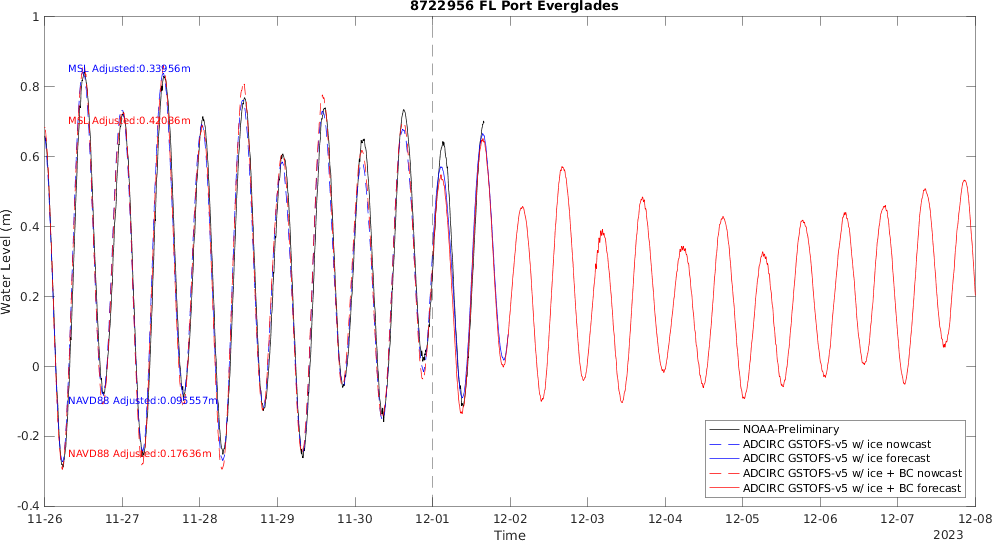 8722956 FL Port Everglades
1
0.8
0.6
0.4
0.2
0
-0.2
-0.4
Water Level (m)
MSL Adjusted:0.33956m
MSL Adjusted:0.42086m
NAVD88 Adjusted:0.095557m
NAVD88 Adjusted:0.17636m
NOAA-Preliminary
ADCIRC GSTOFS-v5 w/ ice nowcast
ADCIRC GSTOFS-v5 w/ ice forecast
ADCIRC GSTOFS-v5 w/ ice + BC nowcast
ADCIRC GSTOFS-v5 w/ ice + BC forecast
11-26 11-27 11-28 11-29 11-30 12-01 12-02 12-03 12-04 12-05 12-06 12-07 12-08
Time
2023